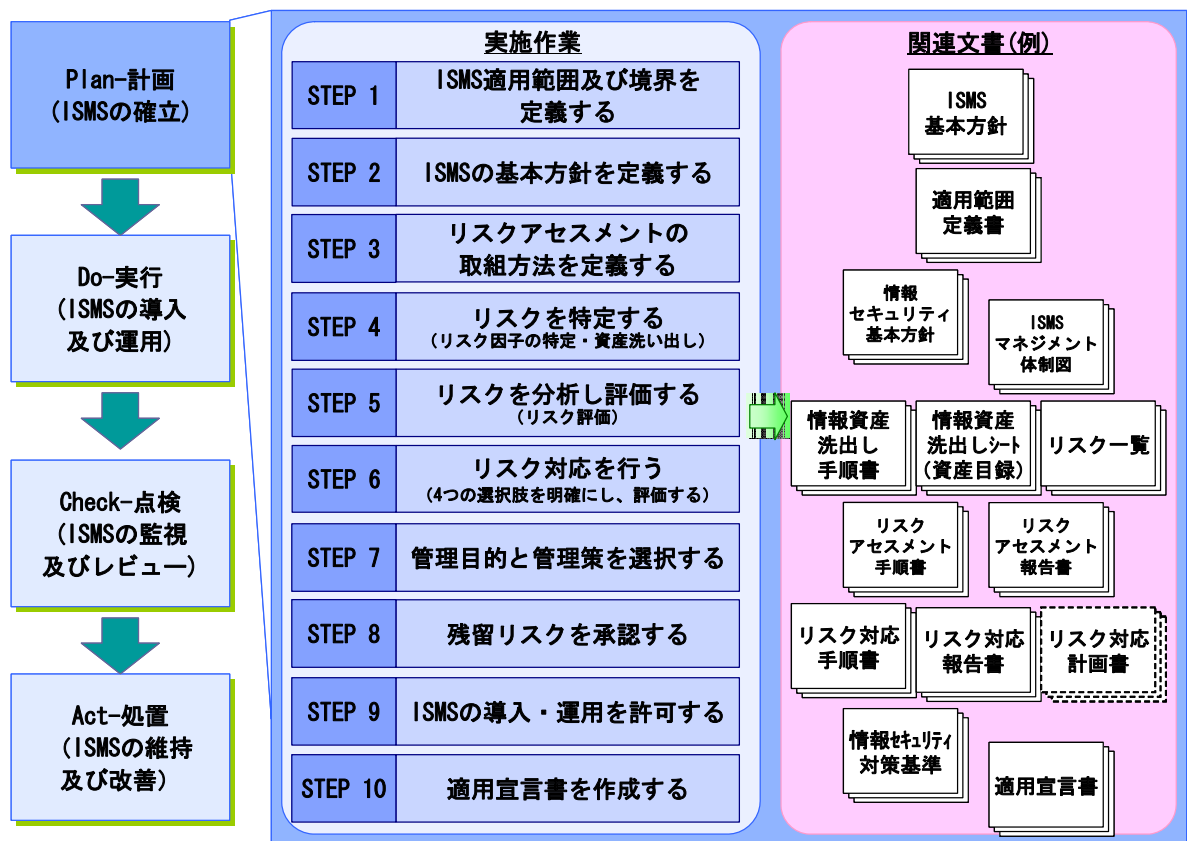 Plan-計画
(ISMSの確立)
Do-実行
(ISMSの導入
及び運用)
Check-点検
(ISMSの監視
及びレビュー)
Act-処置
(ISMSの維持
及び改善)
実施作業
STEP 1
ISMS適用範囲及び境界を
定義する
STEP 2
ISMSの基本方針を定義する
STEP 3
リスクアセスメントの
取組方法を定義する
STEP 4
リスクを特定する
(リスク因子の特定・資産洗い出し)
STEP 5
リスクを分析し評価する
(リスク評価)
STEP 6
リスク対応を行う
(4つの選択肢を明確にし、評価する)
STEP 7
管理目的と管理策を選択する
STEP 8
残留リスクを承認する
STEP 9
ISMSの導入・運用を許可する
STEP 10
適用宣言書を作成する
関連文書(例)
ISMS
基本方針
適用範囲
定義書
情報
セキュリティ
基本方針
ISMS
マネジメント
体制図
情報資産
洗出し
手順書
情報資産
洗出しシート
(資産目録)
リスク一覧
リスク
アセスメント
手順書
リスク
アセスメント
報告書
リスク対応
手順書
リスク対応
報告書
リスク対応
計画書
情報セキュリティ
対策基準
適用宣言書